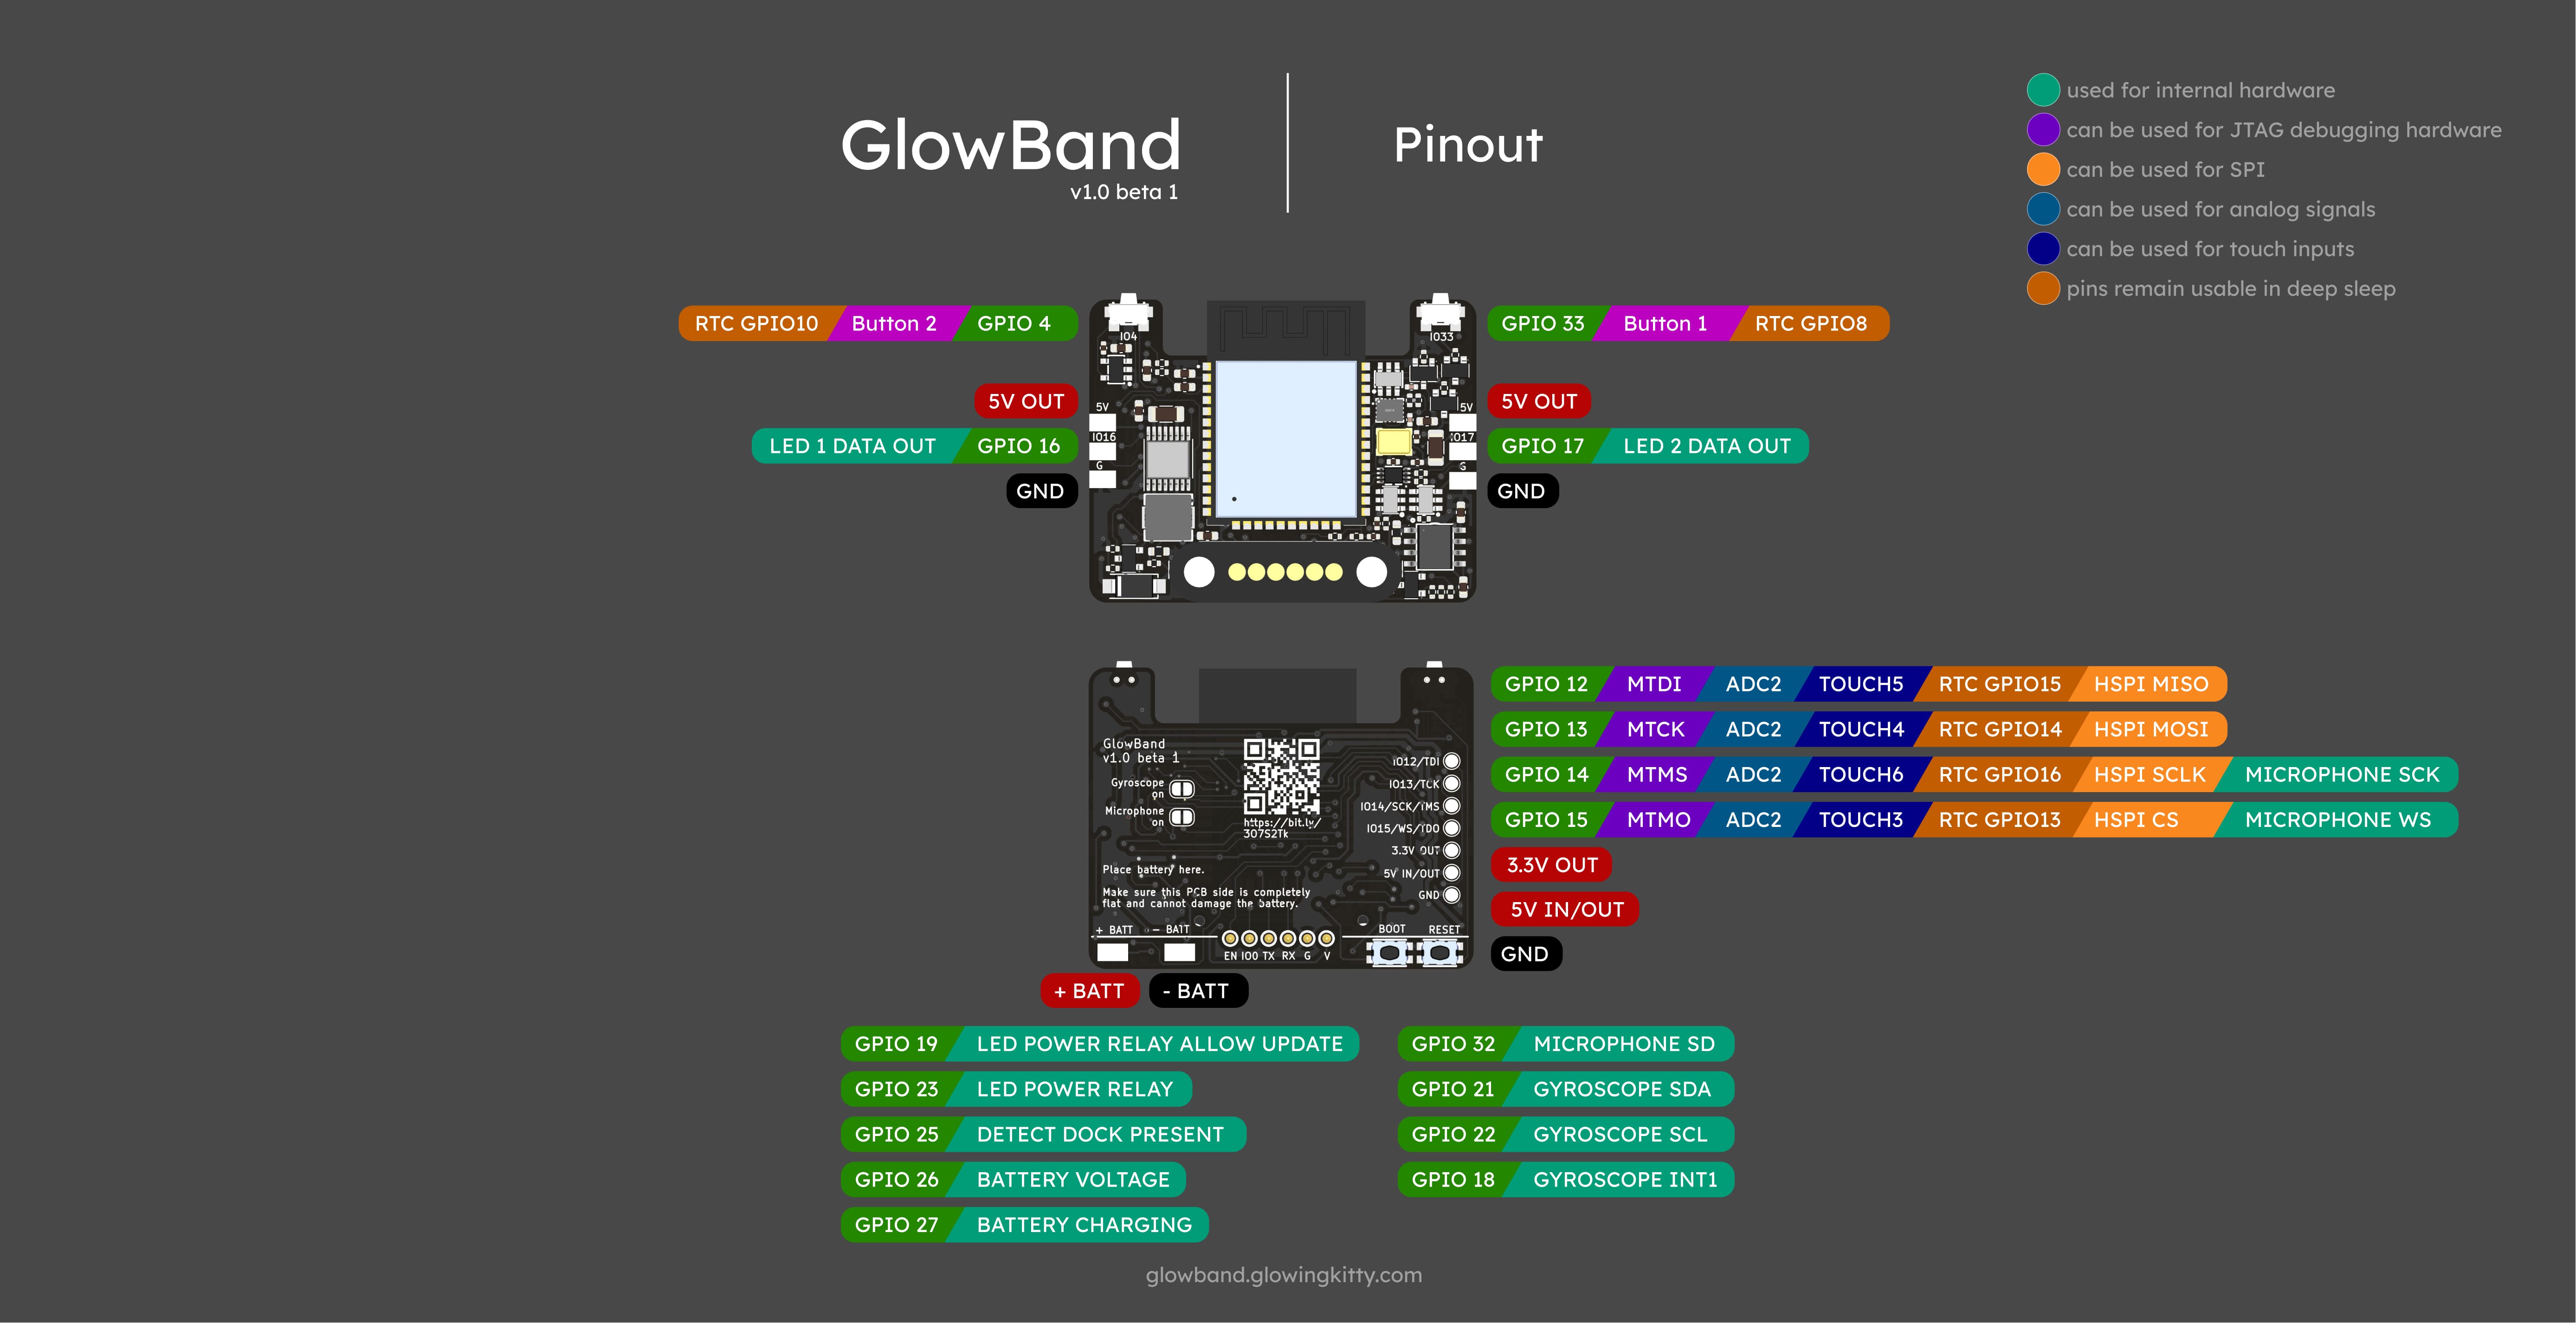 GlowBand
v1.0 beta 1
Pinout
used for internal hardware
can be used for JTAG debugging hardware
can be used for SPI
can be used for analog signals
can be used for touch inputs
pins remain usable in deep sleep
RTC GPIO10 Button 2 GPIO 4
GPIO 33 Button 1 RTC GPIO8
IO4
IO33
5V OUT
5V
5V
5V OUT
LED 1 DATA OUT GPIO 16
IO16
IO17
GPIO 17 LED 2 DATA OUT
GND
G
G
GND
GlowBand
v1.0 beta 1
Gyroscope
on
Microphone
on
https://bit.ly/
3O7S2Tk
Place battery here.
Make sure this PCB side is completely
flat and cannot damage the battery.
IO12/TDI
IO13/TCK
IO14/SCK/TMS
IO15/WS/TDO
3.3V OUT
5V IN/OUT
GND
+ BATT - BATT
EN IO0 TX RX G V
BOOT RESET
GPIO 12 MTDI ADC2 TOUCH5 RTC GPIO15 HSPI MISO
GPIO 13 MTCK ADC2 TOUCH4 RTC GPIO14 HSPI MOSI
GPIO 14 MTMS ADC2 TOUCH6 RTC GPIO16 HSPI SCLK MICROPHONE SCK
GPIO 15 MTMO ADC2 TOUCH3 RTC GPIO13 HSPI CS MICROPHONE WS
3.3V OUT
5V IN/OUT
GND
+ BATT - BATT
GPIO 19 LED POWER RELAY ALLOW UPDATE
GPIO 23 LED POWER RELAY
GPIO 25 DETECT DOCK PRESENT
GPIO 26 BATTERY VOLTAGE
GPIO 27 BATTERY CHARGING
GPIO 32 MICROPHONE SD
GPIO 21 GYROSCOPE SDA
GPIO 22 GYROSCOPE SCL
GPIO 18 GYROSCOPE INT1
glowband.glowingkitty.com